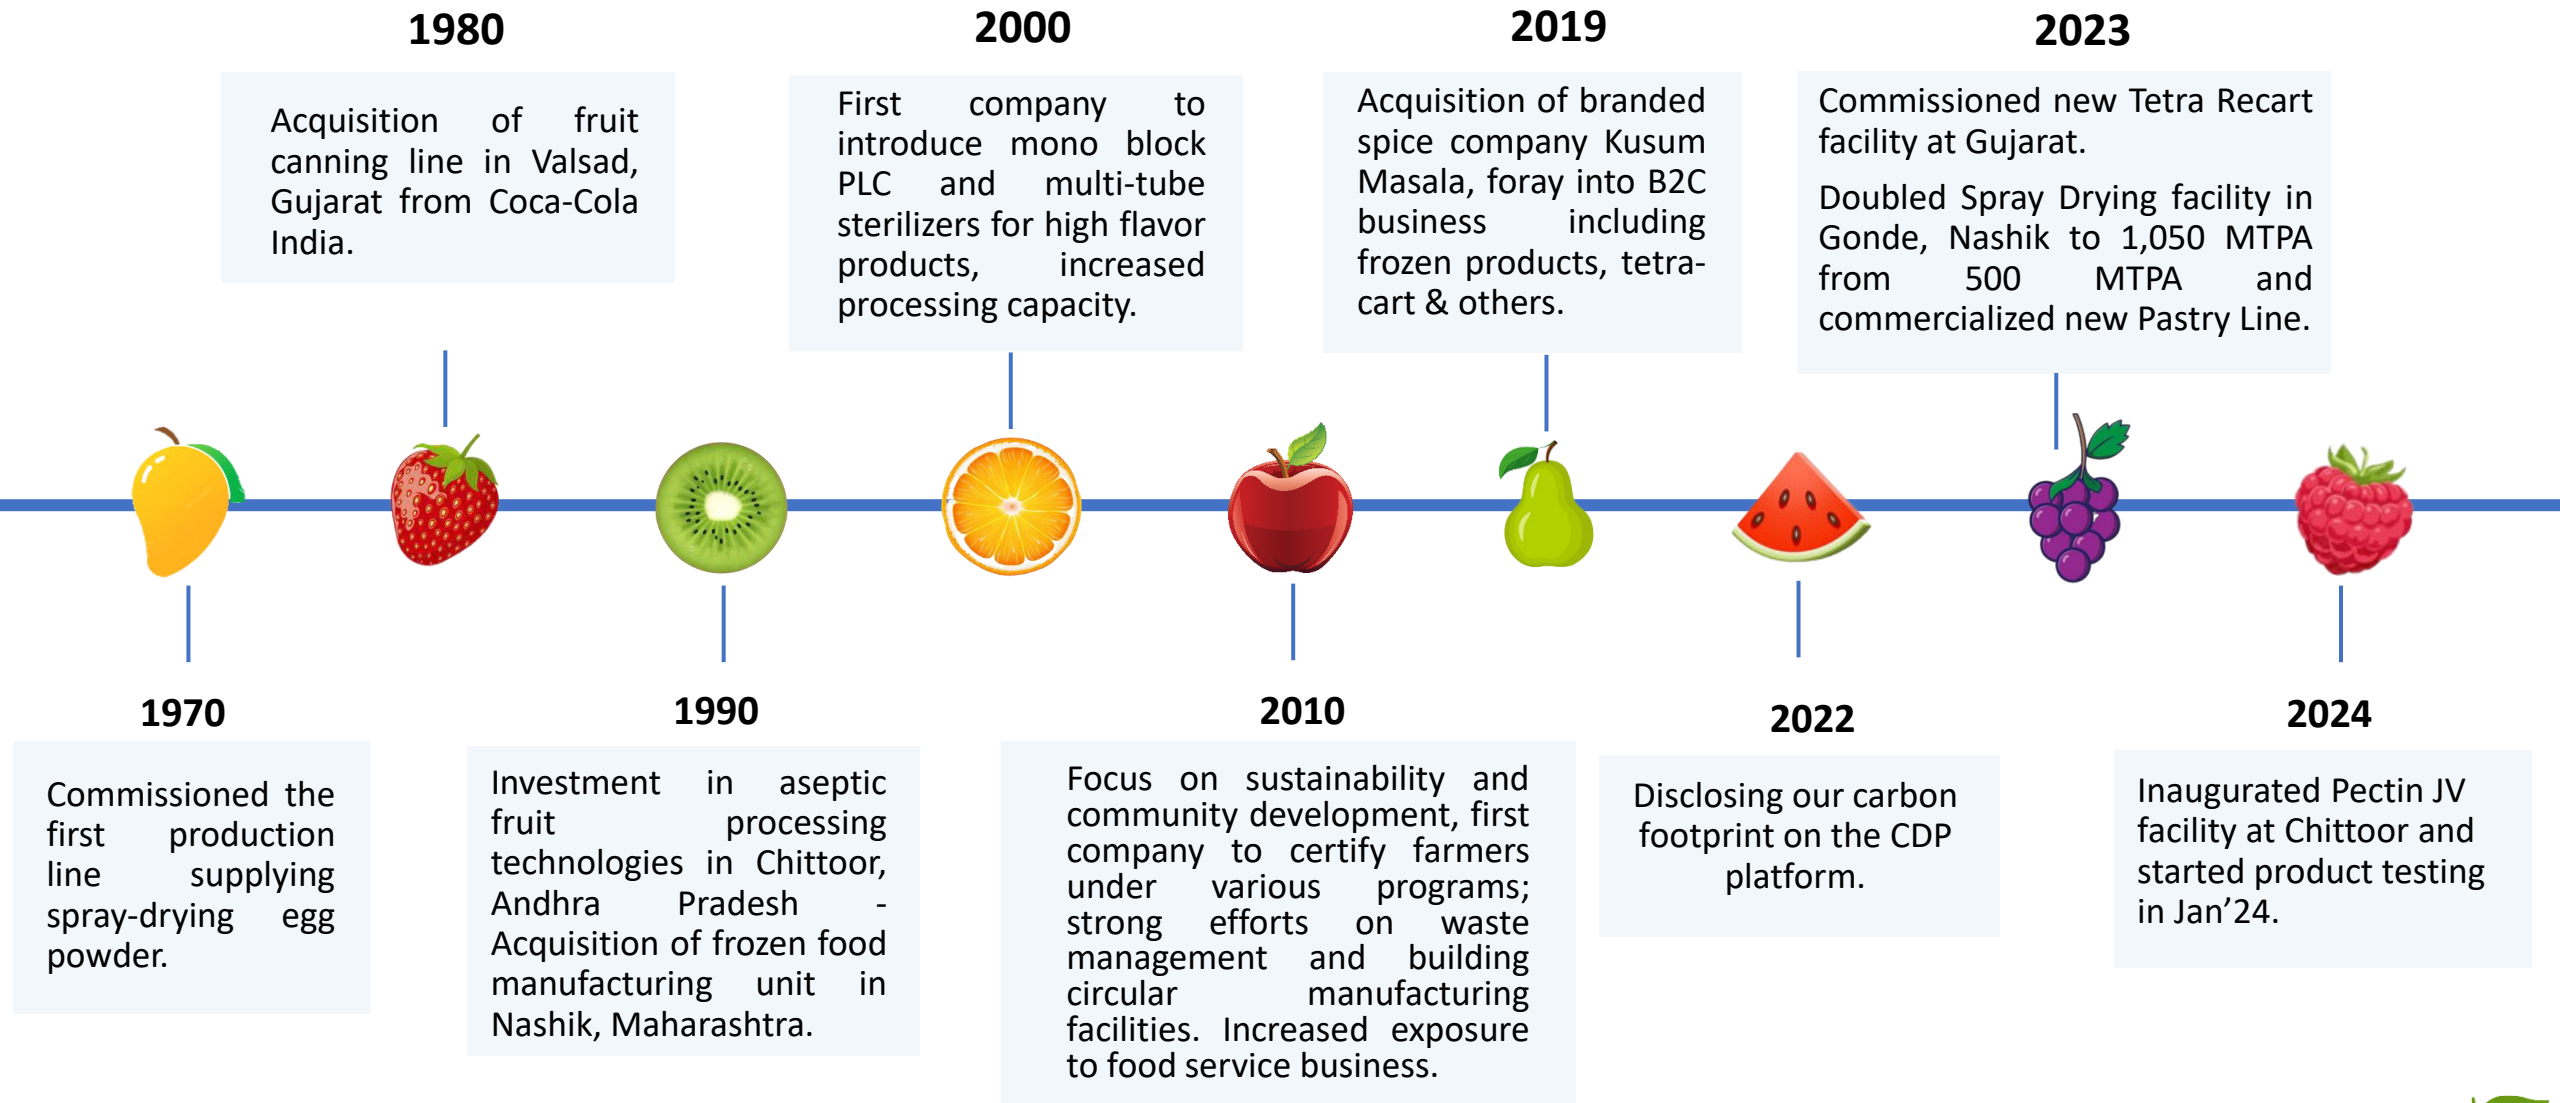 1980
Acquisition of fruit
canning line in Valsad,
Gujarat from Coca-Cola
India.
2000
First company to
introduce mono block
PLC and multi-tube
sterilizers for high flavor
products, increased
processing capacity.
2019
Acquisition of branded
spice company Kusum
Masala, foray into B2C
business including
frozen products, tetra-
cart & others.
2023
Commissioned new Tetra Recart
facility at Gujarat.
Doubled Spray Drying facility in
Gonde, Nashik to 1,050 MTPA
from 500 MTPA and
commercialized new Pastry Line.
1970
Commissioned the
first production
line supplying
spray-drying egg
powder.
1990
Investment in aseptic
fruit processing
technologies in Chittoor,
Andhra Pradesh -
Acquisition of frozen food
manufacturing unit in
Nashik, Maharashtra.
2010
Focus on sustainability and
community development, first
company to certify farmers
under various programs;
strong efforts on waste
management and building
circular manufacturing
facilities. Increased exposure
to food service business.
2022
Disclosing our carbon
footprint on the CDP
platform.
2024
Inaugurated Pectin JV
facility at Chittoor and
started product testing
in Jan’24.